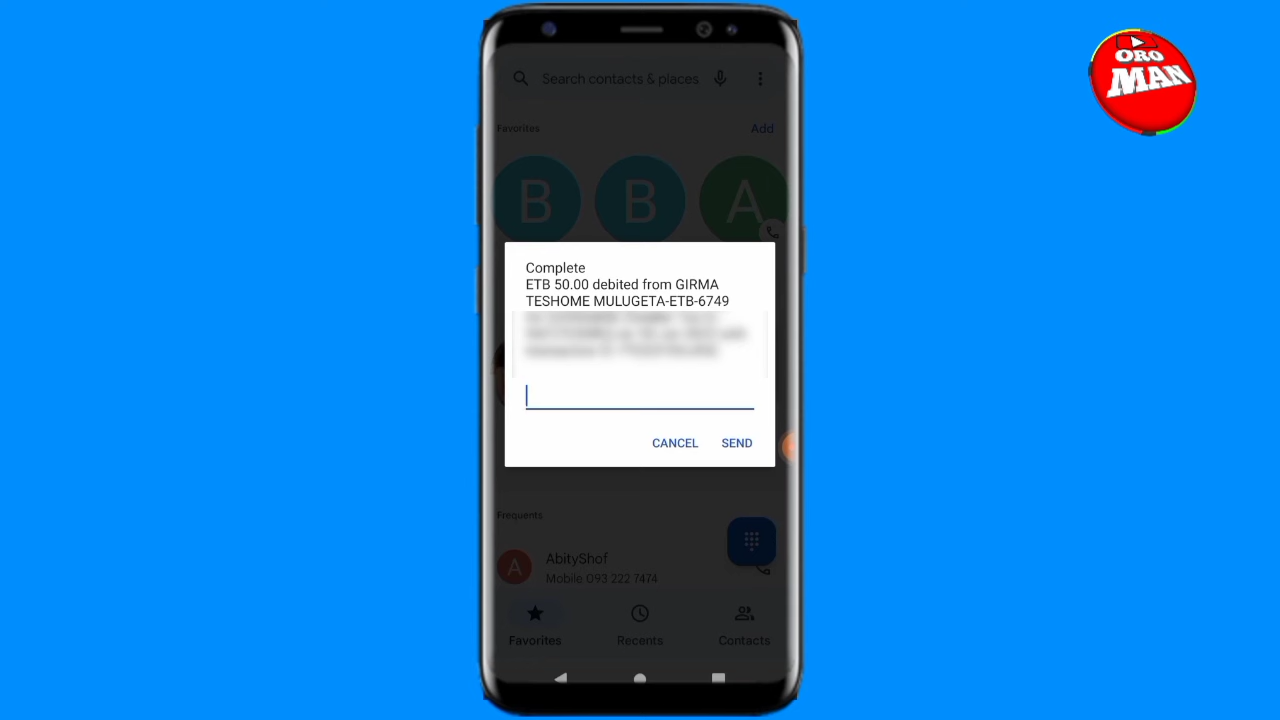 ORO
MAN
Search contacts & places
Favorites
Add
B
B
A
Complete
ETB 50.00 debited from GIRMA
TESHOME MULUGETA-ETB-6749
CANCEL
SEND
Frequents
A
AbityShof
Mobile 093 222 7474
Favorites
Recents
Contacts